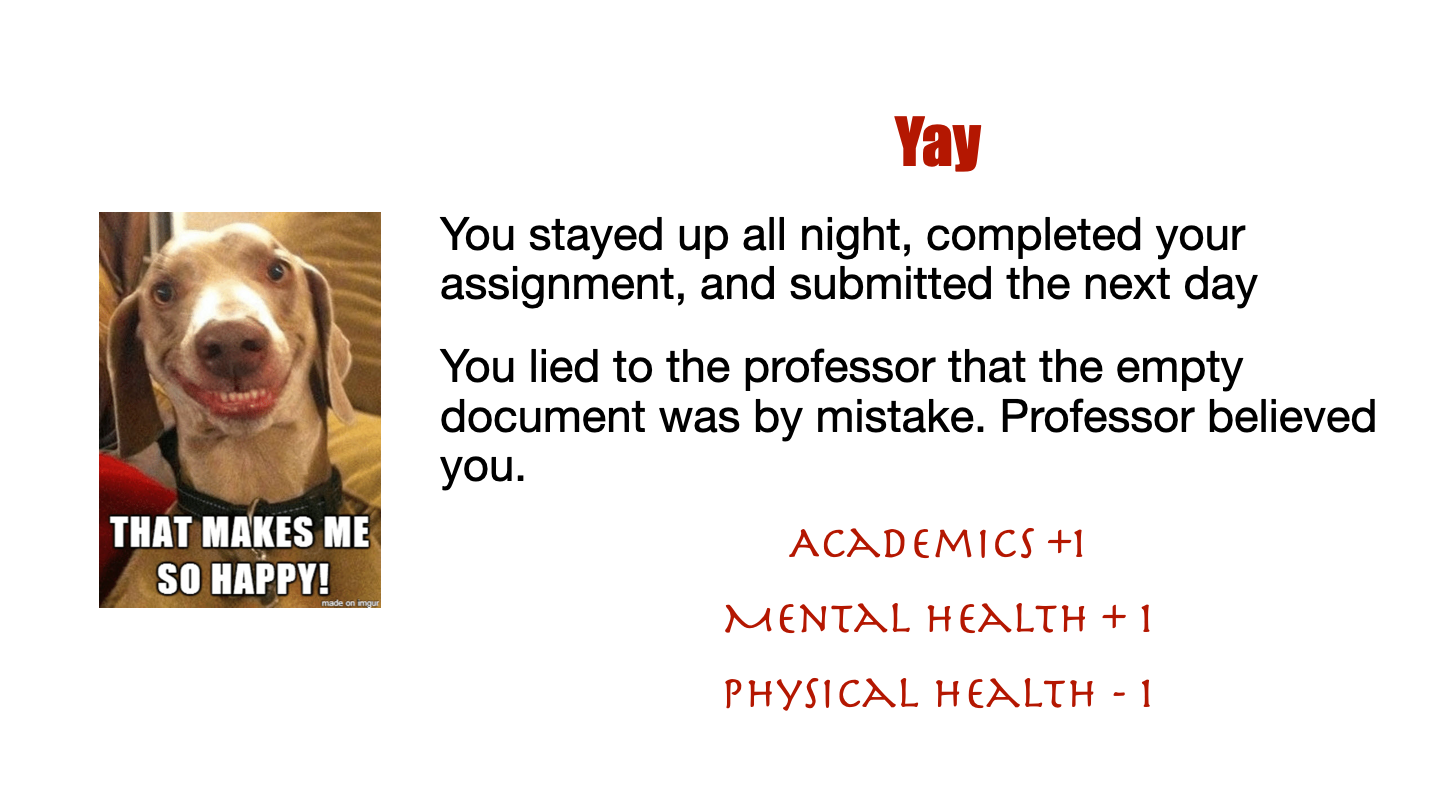 Yay
You stayed up all night, completed your
assignment, and submitted the next day
You lied to the professor that the empty
document was by mistake. Professor believed
you.
Academics +1
Mental health + 1
Physical health - 1
THAT MAKES ME
SO HAPPY!
made on imgur